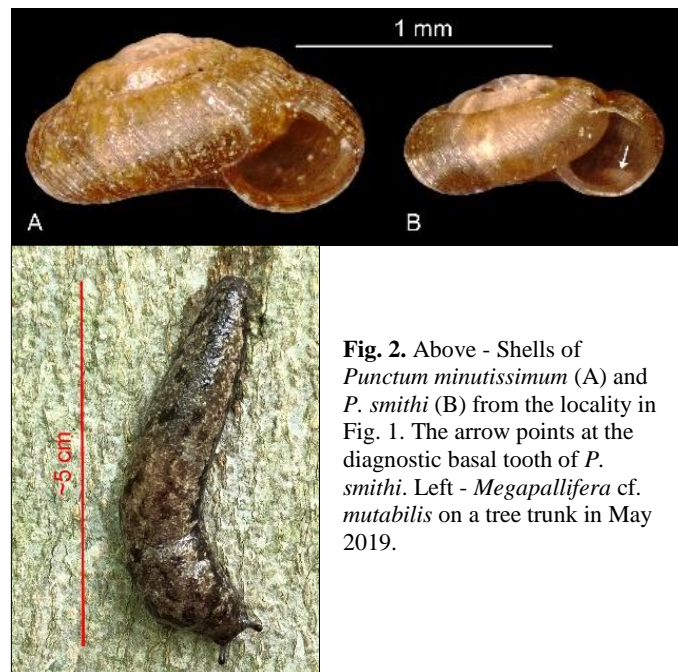 1 mm
A
B
~5 cm
Fig. 2. Above - Shells of
Punctum minutissimum (A) and
P. smithi (B) from the locality in
Fig. 1. The arrow points at the
diagnostic basal tooth of P.
smithi. Left - Megapallifera cf.
mutabilis on a tree trunk in May
2019.